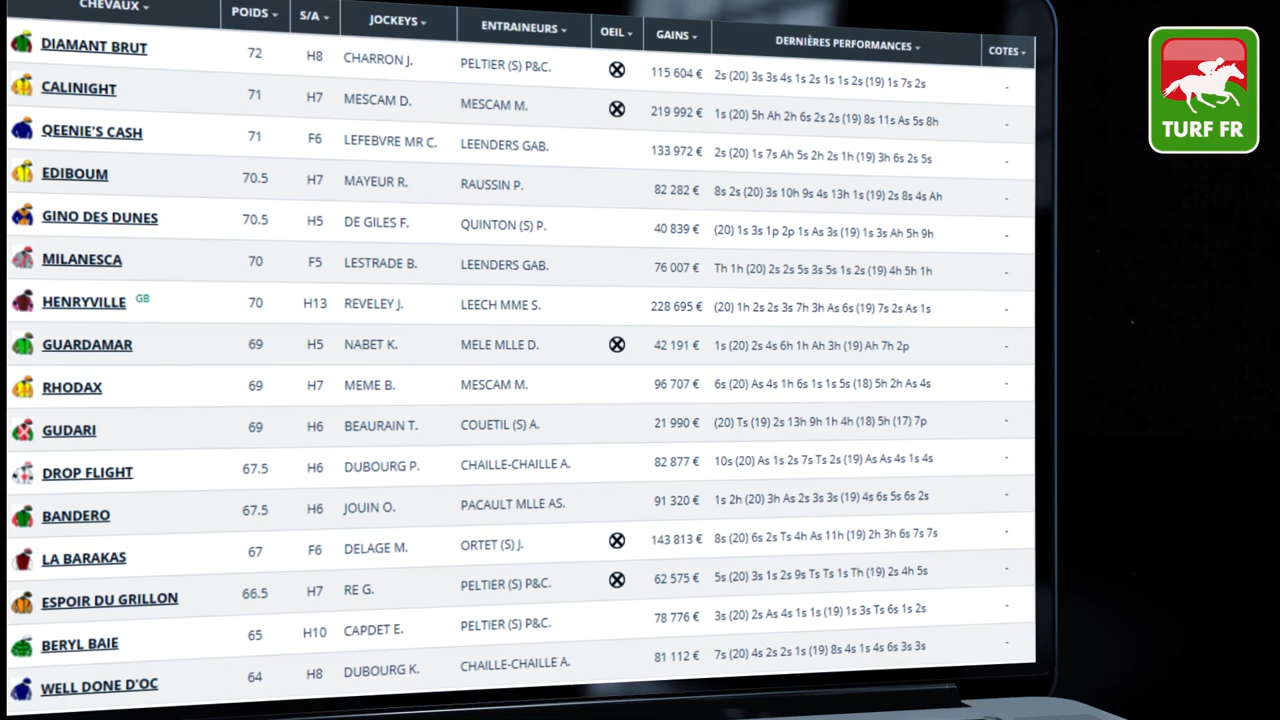 CHEVAUX POIDS S/A JOCKEYS ENTRAINEURS OEIL GAINS DERNIÈRES PERFORMANCES COTES
DIAMANT BRUT 72 H8 CHARRON J. PELTIER (S) P&C. 115 604 € 2s (20) 3s 3s 4s 1s 2s 1s 1s 2s (19) 1s 7s 2s -
CALINIGHT 71 H7 MESCAM D. MESCAM M. 219 992 € 1s (20) 5h Ah 2h 6s 2s 2s (19) 8s 11s As 5s 8h -
QEENIE'S CASH 71 F6 LEFEBVRE MR C. LEENDERS GAB. 133 972 € 2s (20) 1s 7s Ah 5s 2h 2s 1h (19) 3h 6s 2s 5s -
EDIBOUM 70.5 H7 MAYEUR R. RAUSSIN P. 82 282 € 8s 2s (20) 3s 10h 9s 4s 13h 1s (19) 2s 8s 4s Ah -
GINO DES DUNES 70.5 H5 DE GILES F. QUINTON (S) P. 40 839 € (20) 1s 3s 1p 2p 1s As 3s (19) 1s 3s Ah 5h 9h -
MILANESCA 70 F5 LESTRADE B. LEENDERS GAB. 76 007 € Th 1h (20) 2s 2s 5s 3s 5s 1s 2s (19) 4h 5h 1h -
HENRYVILLE GB 70 H13 REVELEY J. LEECH MME S. 228 695 € (20) 1h 2s 2s 3s 7h 3h As 6s (19) 7s 2s As 1s -
GUARDAMAR 69 H5 NABET K. MELE MLLE D. 42 191 € 1s (20) 2s 4s 6h 1h Ah 3h (19) Ah 7h 2p -
RHODAX 69 H7 MEME B. MESCAM M. 96 707 € 6s (20) As 4s 1h 6s 1s 1s 5s (18) 5h 2h As 4s -
GUDARI 69 H6 BEAURAIN T. COUETIL (S) A. 21 990 € (20) Ts (19) 2s 13h 9h 1h 4h (18) 5h (17) 7p -
DROP FLIGHT 67.5 H6 DUBOURG P. CHAILLE-CHAILLE A. 82 877 € 10s (20) As 1s 2s 7s Ts 2s (19) As As 4s 1s 4s -
BANDERO 67.5 H6 JOUIN O. PACAULT MLLE AS. 91 320 € 1s 2h (20) 3h As 2s 3s 3s (19) 4s 6s 5s 6s 2s -
LA BARAKAS 67 F6 DELAGE M. ORTET (S) J. 143 813 € 8s (20) 6s 2s Ts 4h As 11h (19) 2h 3h 6s 7s 7s -
ESPOIR DU GRILLON 66.5 H7 RE G. PELTIER (S) P&C. 62 575 € 5s (20) 3s 1s 2s 9s Ts Ts 1s Th (19) 2s 4h 5s -
BERYL BAIE 65 H10 CAPDET E. PELTIER (S) P&C. 78 776 € 3s (20) 2s As 4s 1s 1s (19) 1s 3s Ts 6s 1s 2s -
WELL DONE D'OC 64 H8 DUBOURG K. CHAILLE-CHAILLE A. 81 112 € 7s (20) 4s 2s 2s 1s (19) 8s 4s 1s 4s 6s 3s 3s -
TURF FR